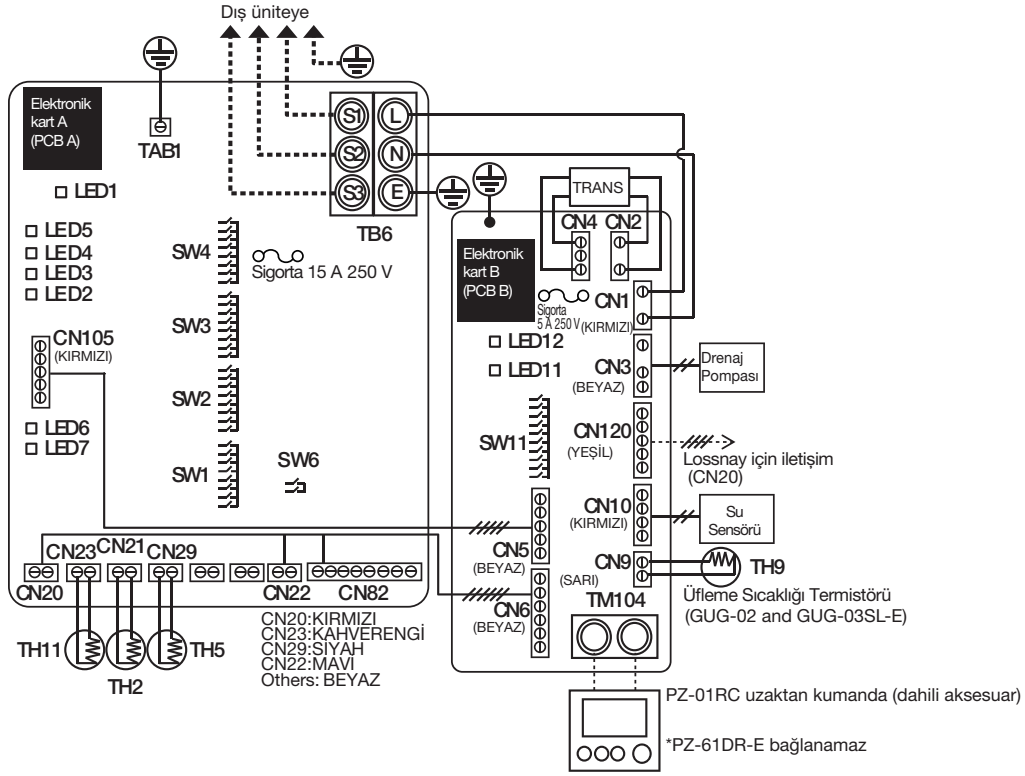 Dış üniteye
Elektronik
kart A
(PCB A)
TAB1
S1
L
S2
N
S3
E
TB6
LED1
LED5
LED4
LED3
LED2
SW4
Sigorta 15 A 250 V
SW3
CN105
(KIRMIZI)
SW2
LED6
LED7
SW1
SW6
CN23
CN21
CN29
CN20
CN22
CN82
TH11
TH2
TH5
CN20:KIRMIZI
CN23:KAHVERENGİ
CN29:SİYAH
CN22:MAVI
Others: BEYAZ
TRANS
CN4
CN2
Elektronik
kart B
(PCB B)
Sigorta
5 A 250 V
CN1
(KIRMIZI)
LED12
LED11
CN3
(BEYAZ)
Drenaj
Pompası
SW11
CN120
(YEŞİL)
Lossnay için iletişim
(CN20)
CN10
(KIRMIZI)
Su
Sensörü
CN5
(BEYAZ)
CN9
(SARI)
TH9
Üfleme Sıcaklığı Termistörü
(GUG-02 and GUG-03SL-E)
CN6
(BEYAZ)
TM104
PZ-01RC uzaktan kumanda (dahili aksesuar)
*PZ-61DR-E bağlanamaz